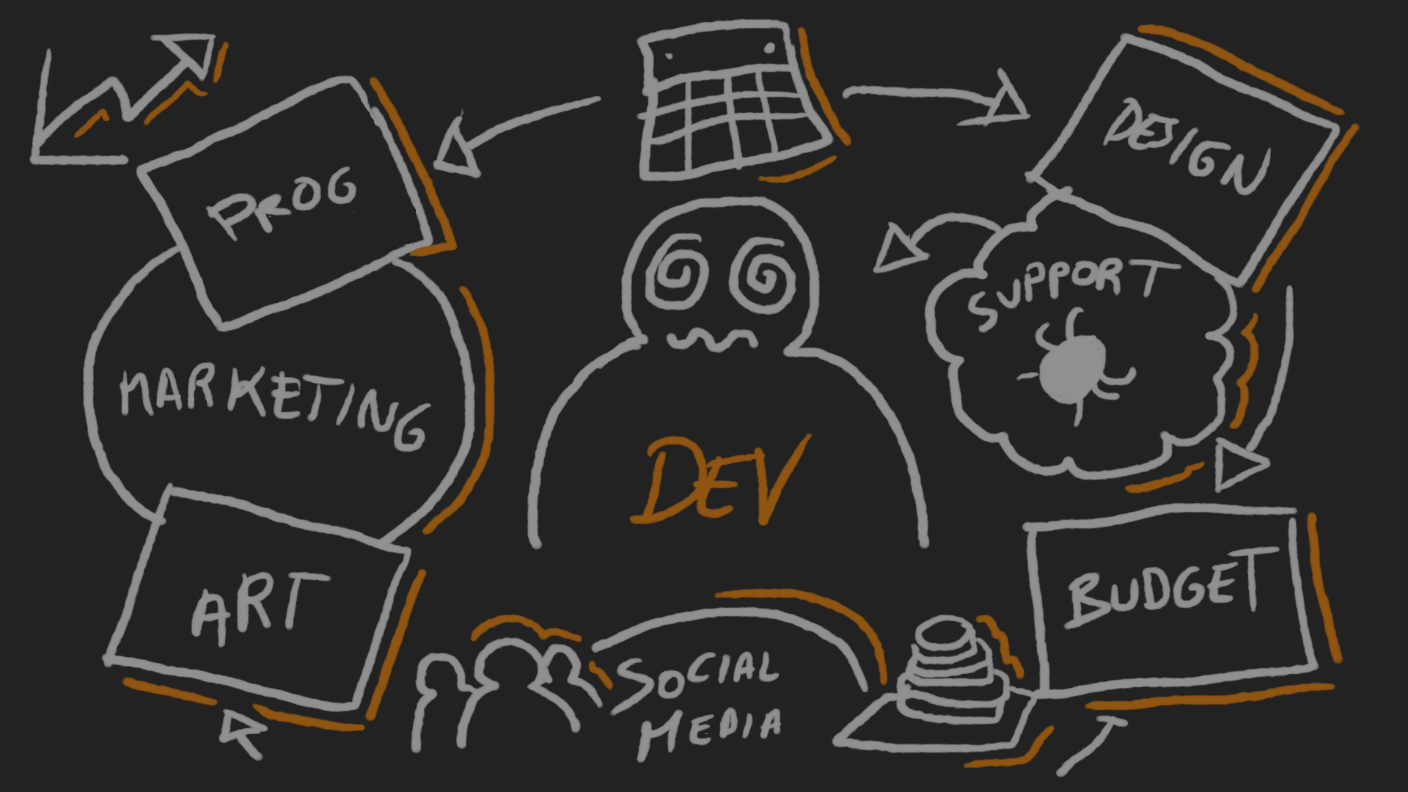 PROG
DESIGN
SUPPORT
MARKETING
DEV
ART
BUDGET
SOCIAL
MEDIA